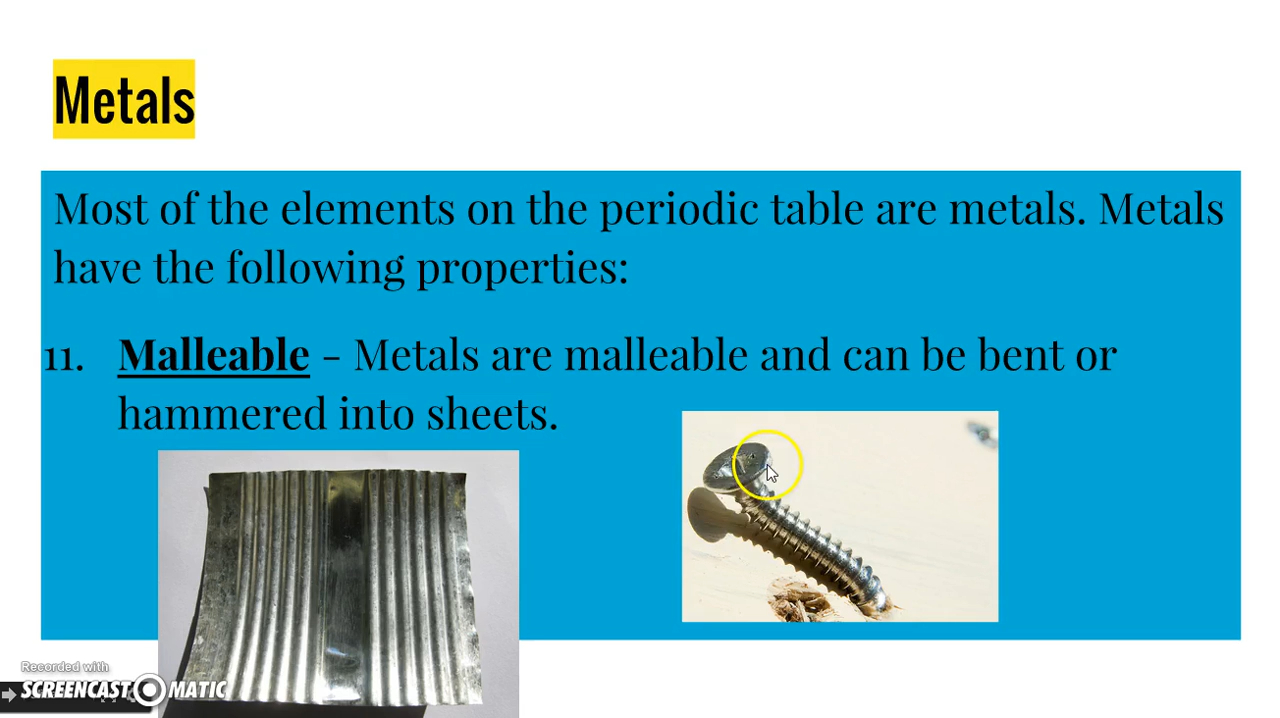 Metals
Most of the elements on the periodic table are metals. Metals
have the following properties:
11. Malleable - Metals are malleable and can be bent or
hammered into sheets.
Recorded with
SCREENCAST MATIC